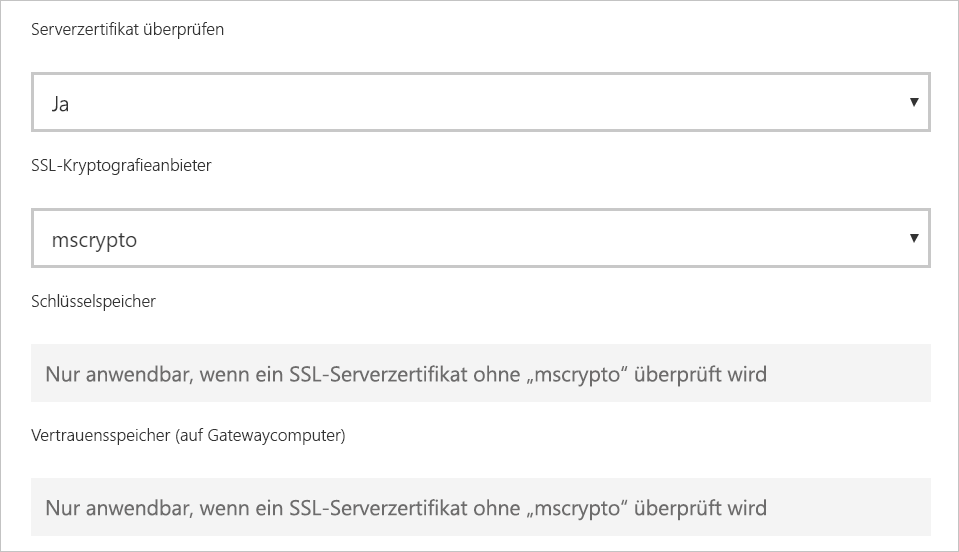 Serverzertifikat überprüfen
Ja
SSL-Kryptografieanbieter
mscrypto
Schlüsselspeicher
Nur anwendbar, wenn ein SSL-Serverzertifikat ohne „mscrypto“ überprüft wird
Vertrauensspeicher (auf Gatewaycomputer)
Nur anwendbar, wenn ein SSL-Serverzertifikat ohne „mscrypto“ überprüft wird